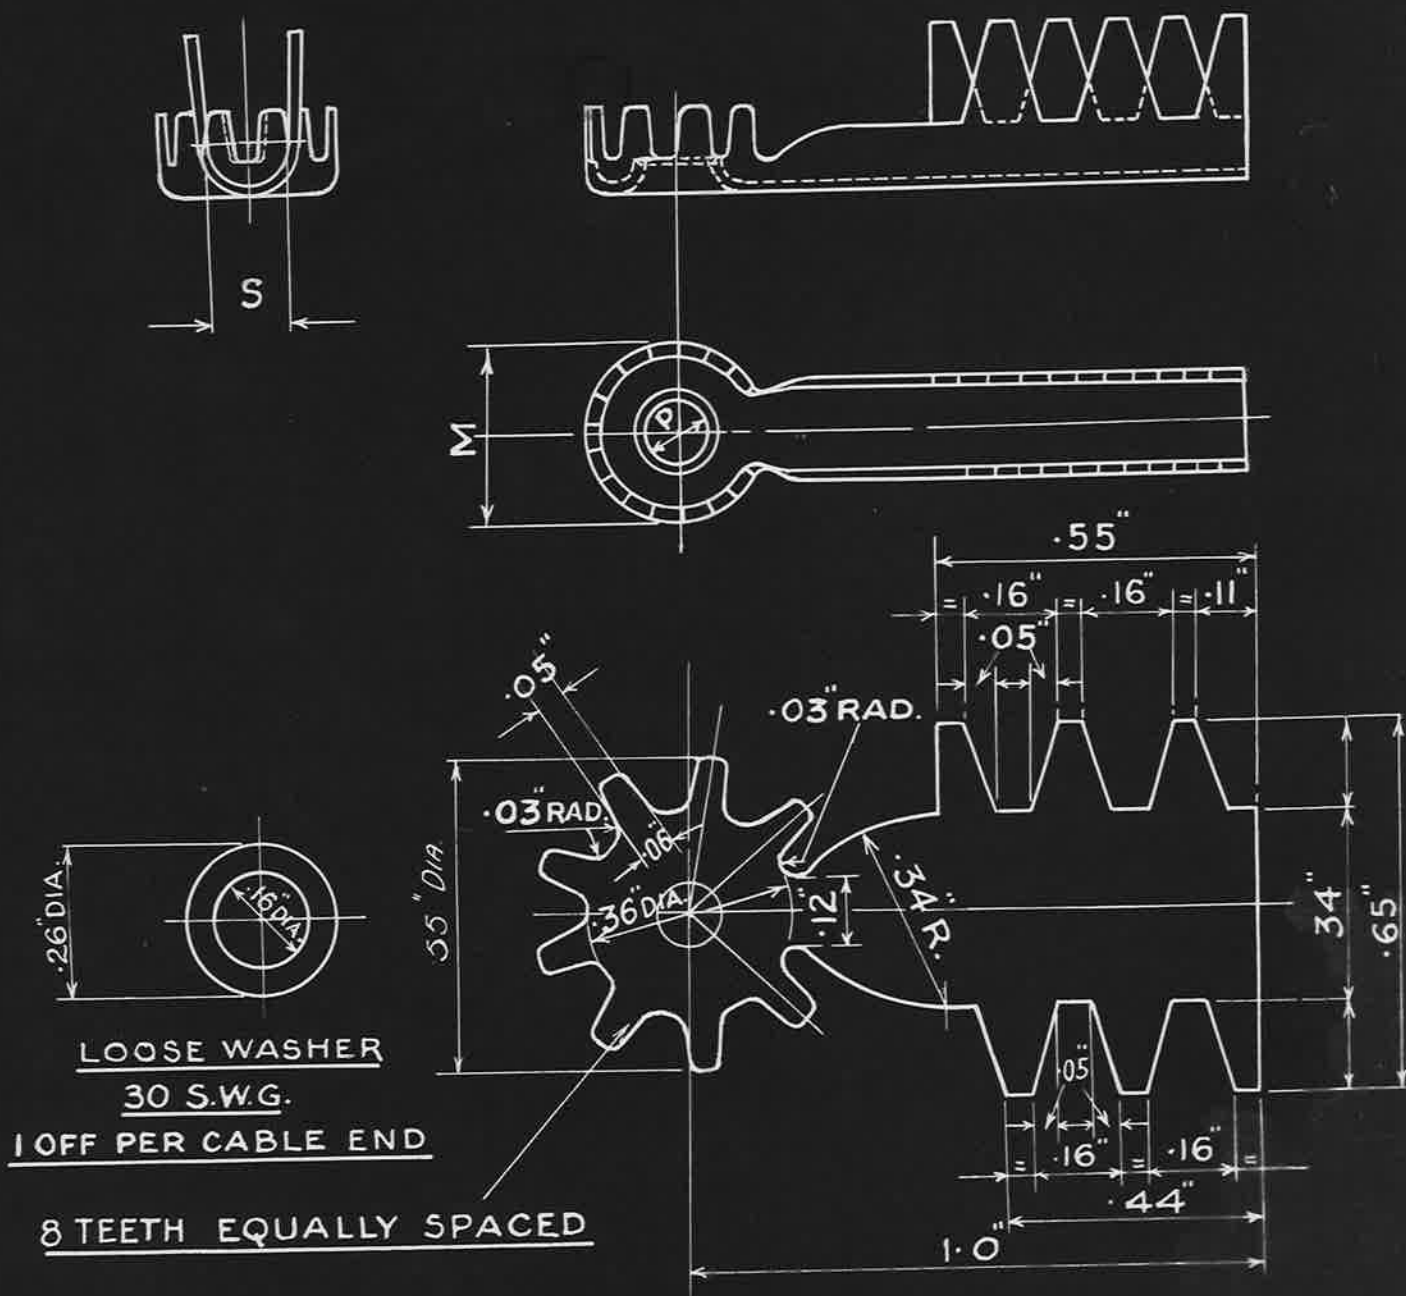 S
M
P
.55"
= .16" = .16" = .11"
.05"
.05"
.03" RAD.
.03" RAD.
.06"
.55" DIA.
.36" DIA.
.12"
.34" R.
.34"
.65"
.26" DIA.
.16" DIA.
LOOSE WASHER
30 S.W.G.
1 OFF PER CABLE END
8 TEETH EQUALLY SPACED
.05"
= .16" = .16" =
.44"
1.0"